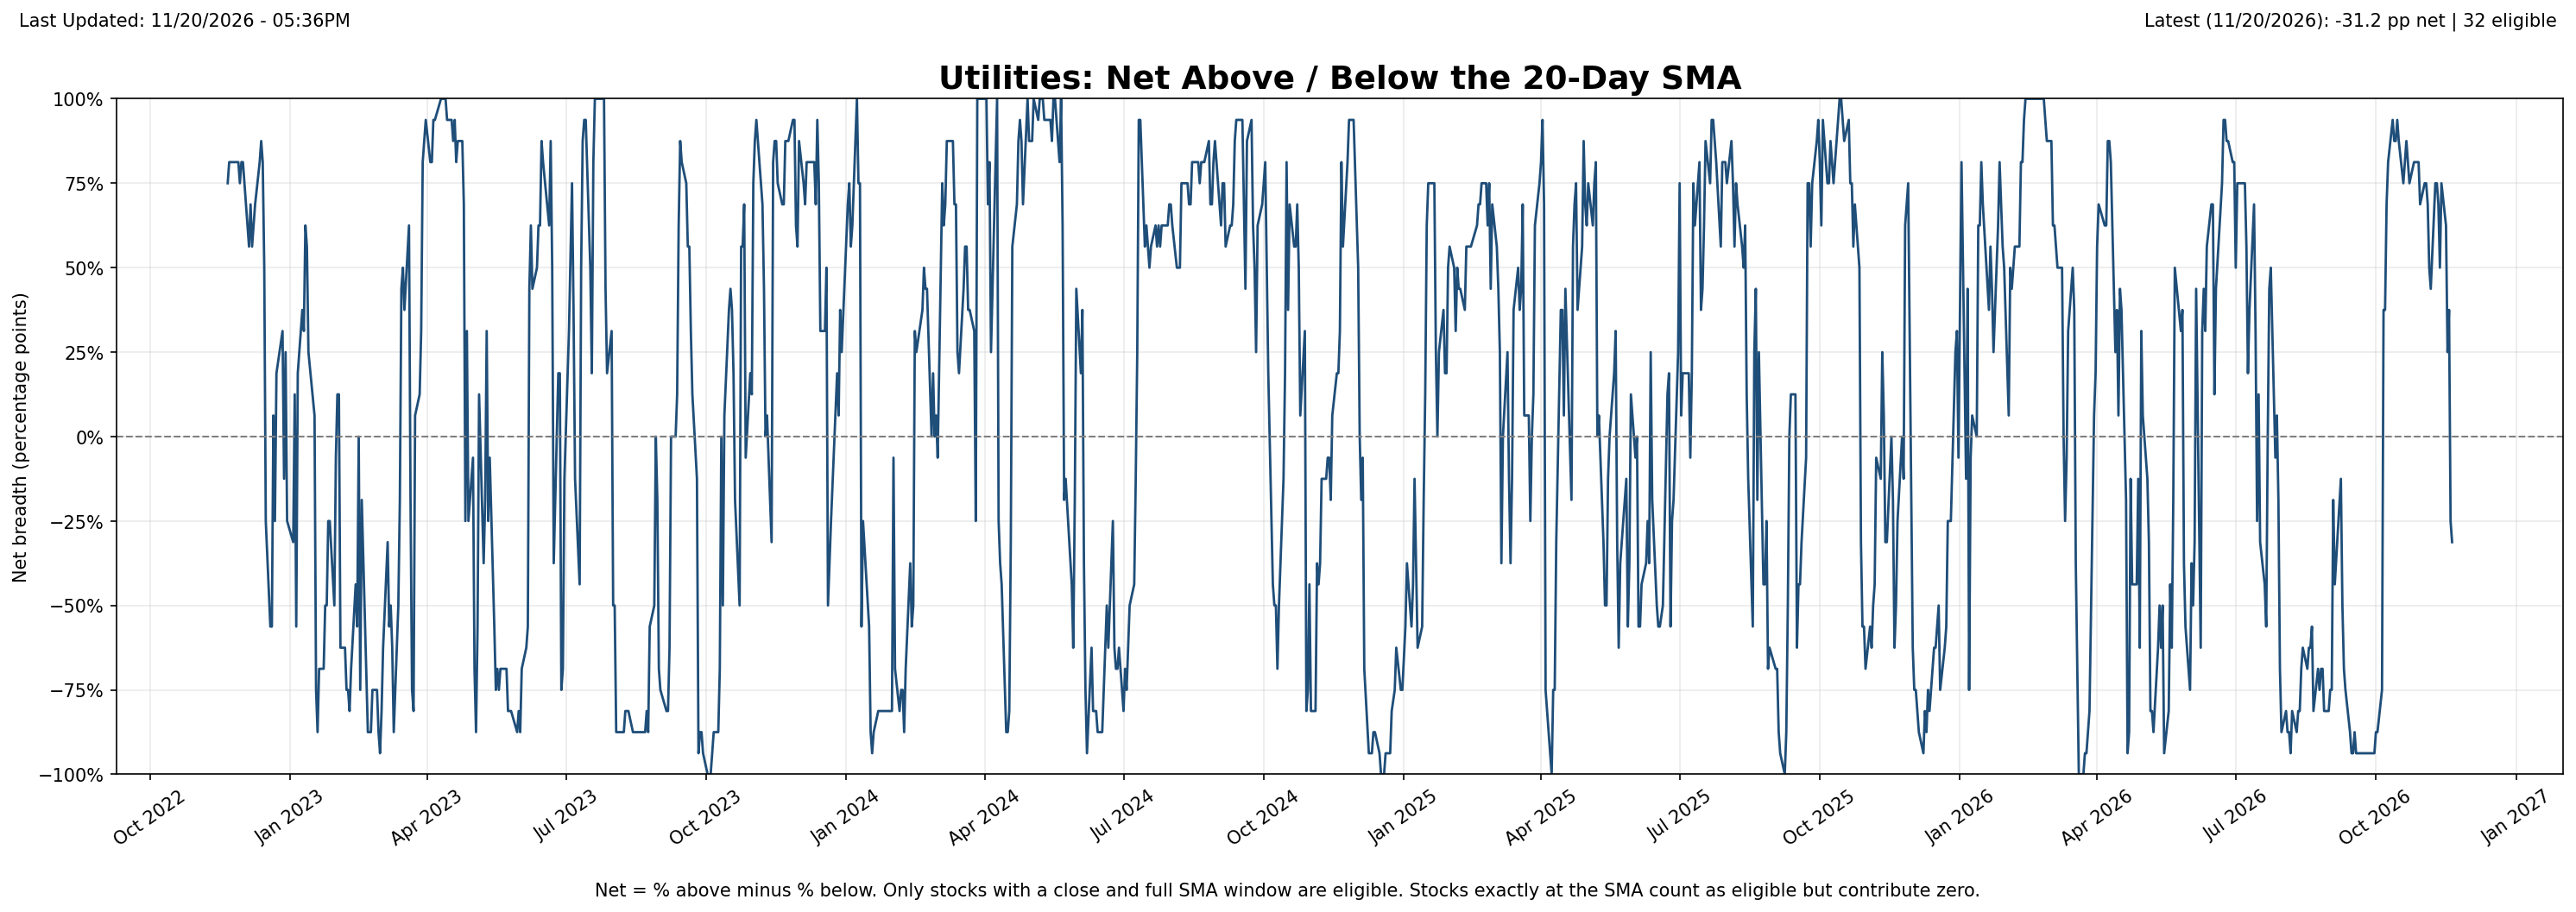 Last Updated: 11/20/2026 - 05:36PM
Latest (11/20/2026): -31.2 pp net | 32 eligible
Utilities: Net Above / Below the 20-Day SMA
Net breadth (percentage points)
100%
75%
50%
25%
0%
−25%
−50%
−75%
−100%
Oct 2022
Jan 2023
Apr 2023
Jul 2023
Oct 2023
Jan 2024
Apr 2024
Jul 2024
Oct 2024
Jan 2025
Apr 2025
Jul 2025
Oct 2025
Jan 2026
Apr 2026
Jul 2026
Oct 2026
Jan 2027
Net = % above minus % below. Only stocks with a close and full SMA window are eligible. Stocks exactly at the SMA count as eligible but contribute zero.